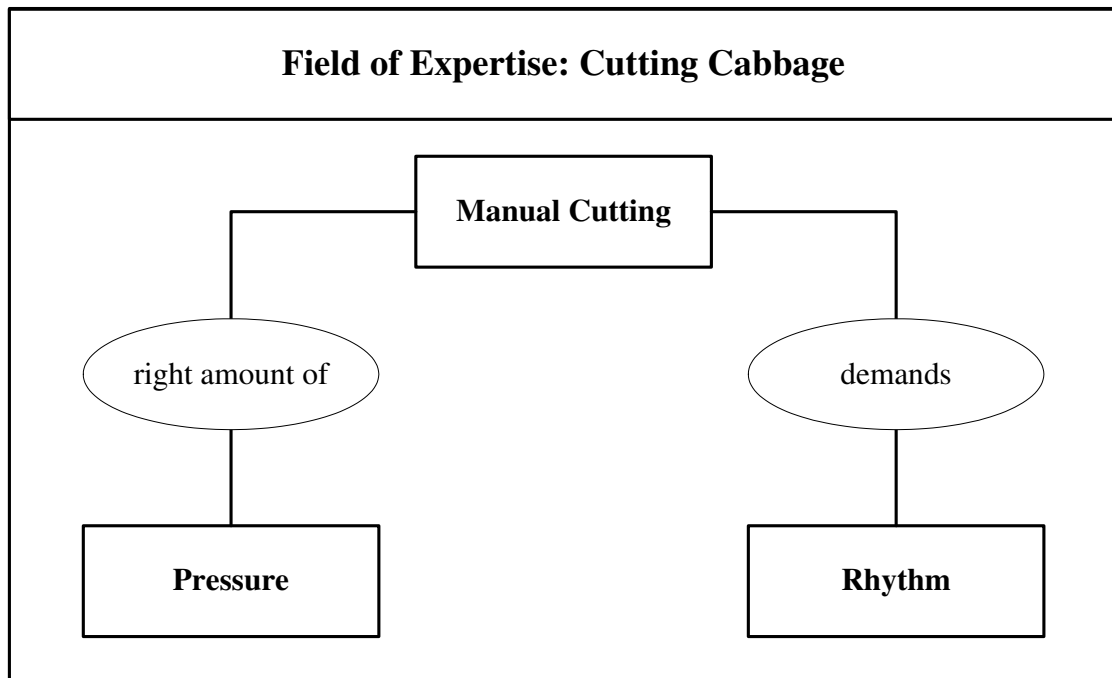 Field of Expertise: Cutting Cabbage
Manual Cutting
right amount of
demands
Pressure
Rhythm